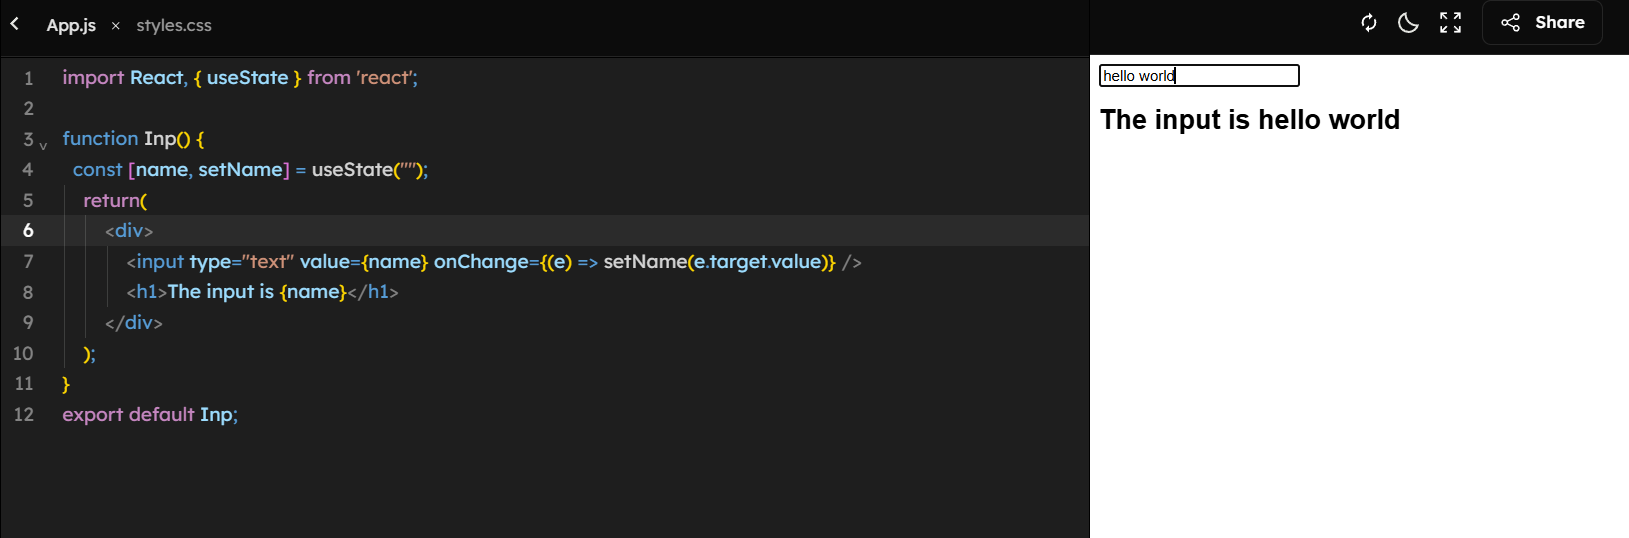 App.js × styles.css
Share
1 import React, { useState } from 'react';
2
3 function Inp() {
4 const [name, setName] = useState("");
5 return(
6 <div>
7 <input type="text" value={name} onChange={(e) => setName(e.target.value)} />
8 <h1>The input is {name}</h1>
9 </div>
10 );
11 }
12 export default Inp;
hello world
The input is hello world